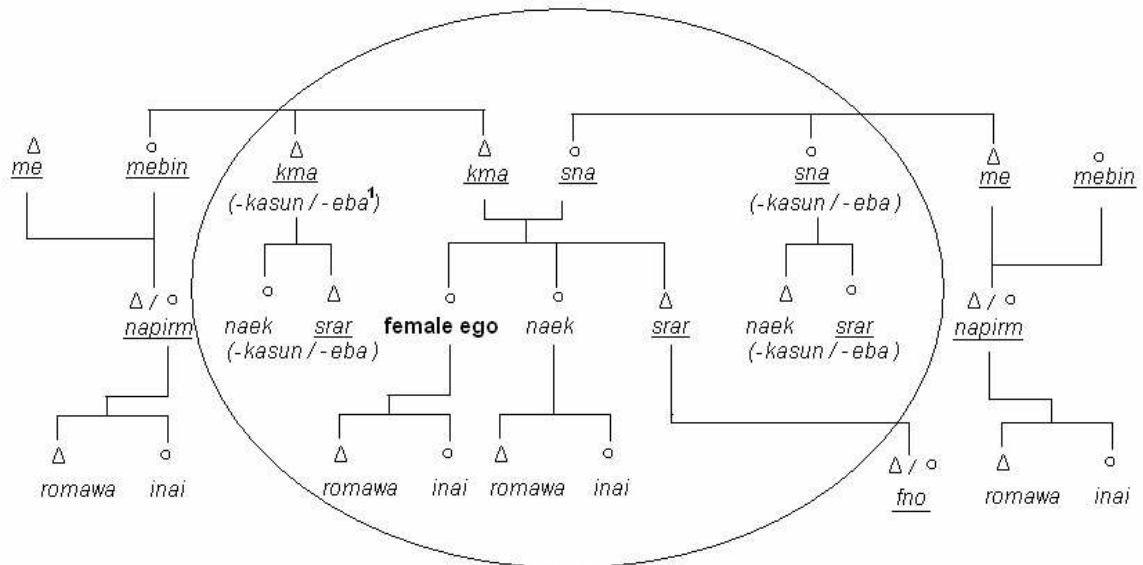 me mebin kma kma sna sna me mebin
(-kasun / -eba¹) (-kasun / -eba)
napirm naek srar female ego naek srar naek srar napirm
(-kasun / -eba) (-kasun / -eba)
romawa inai romawa inai romawa inai fno romawa inai